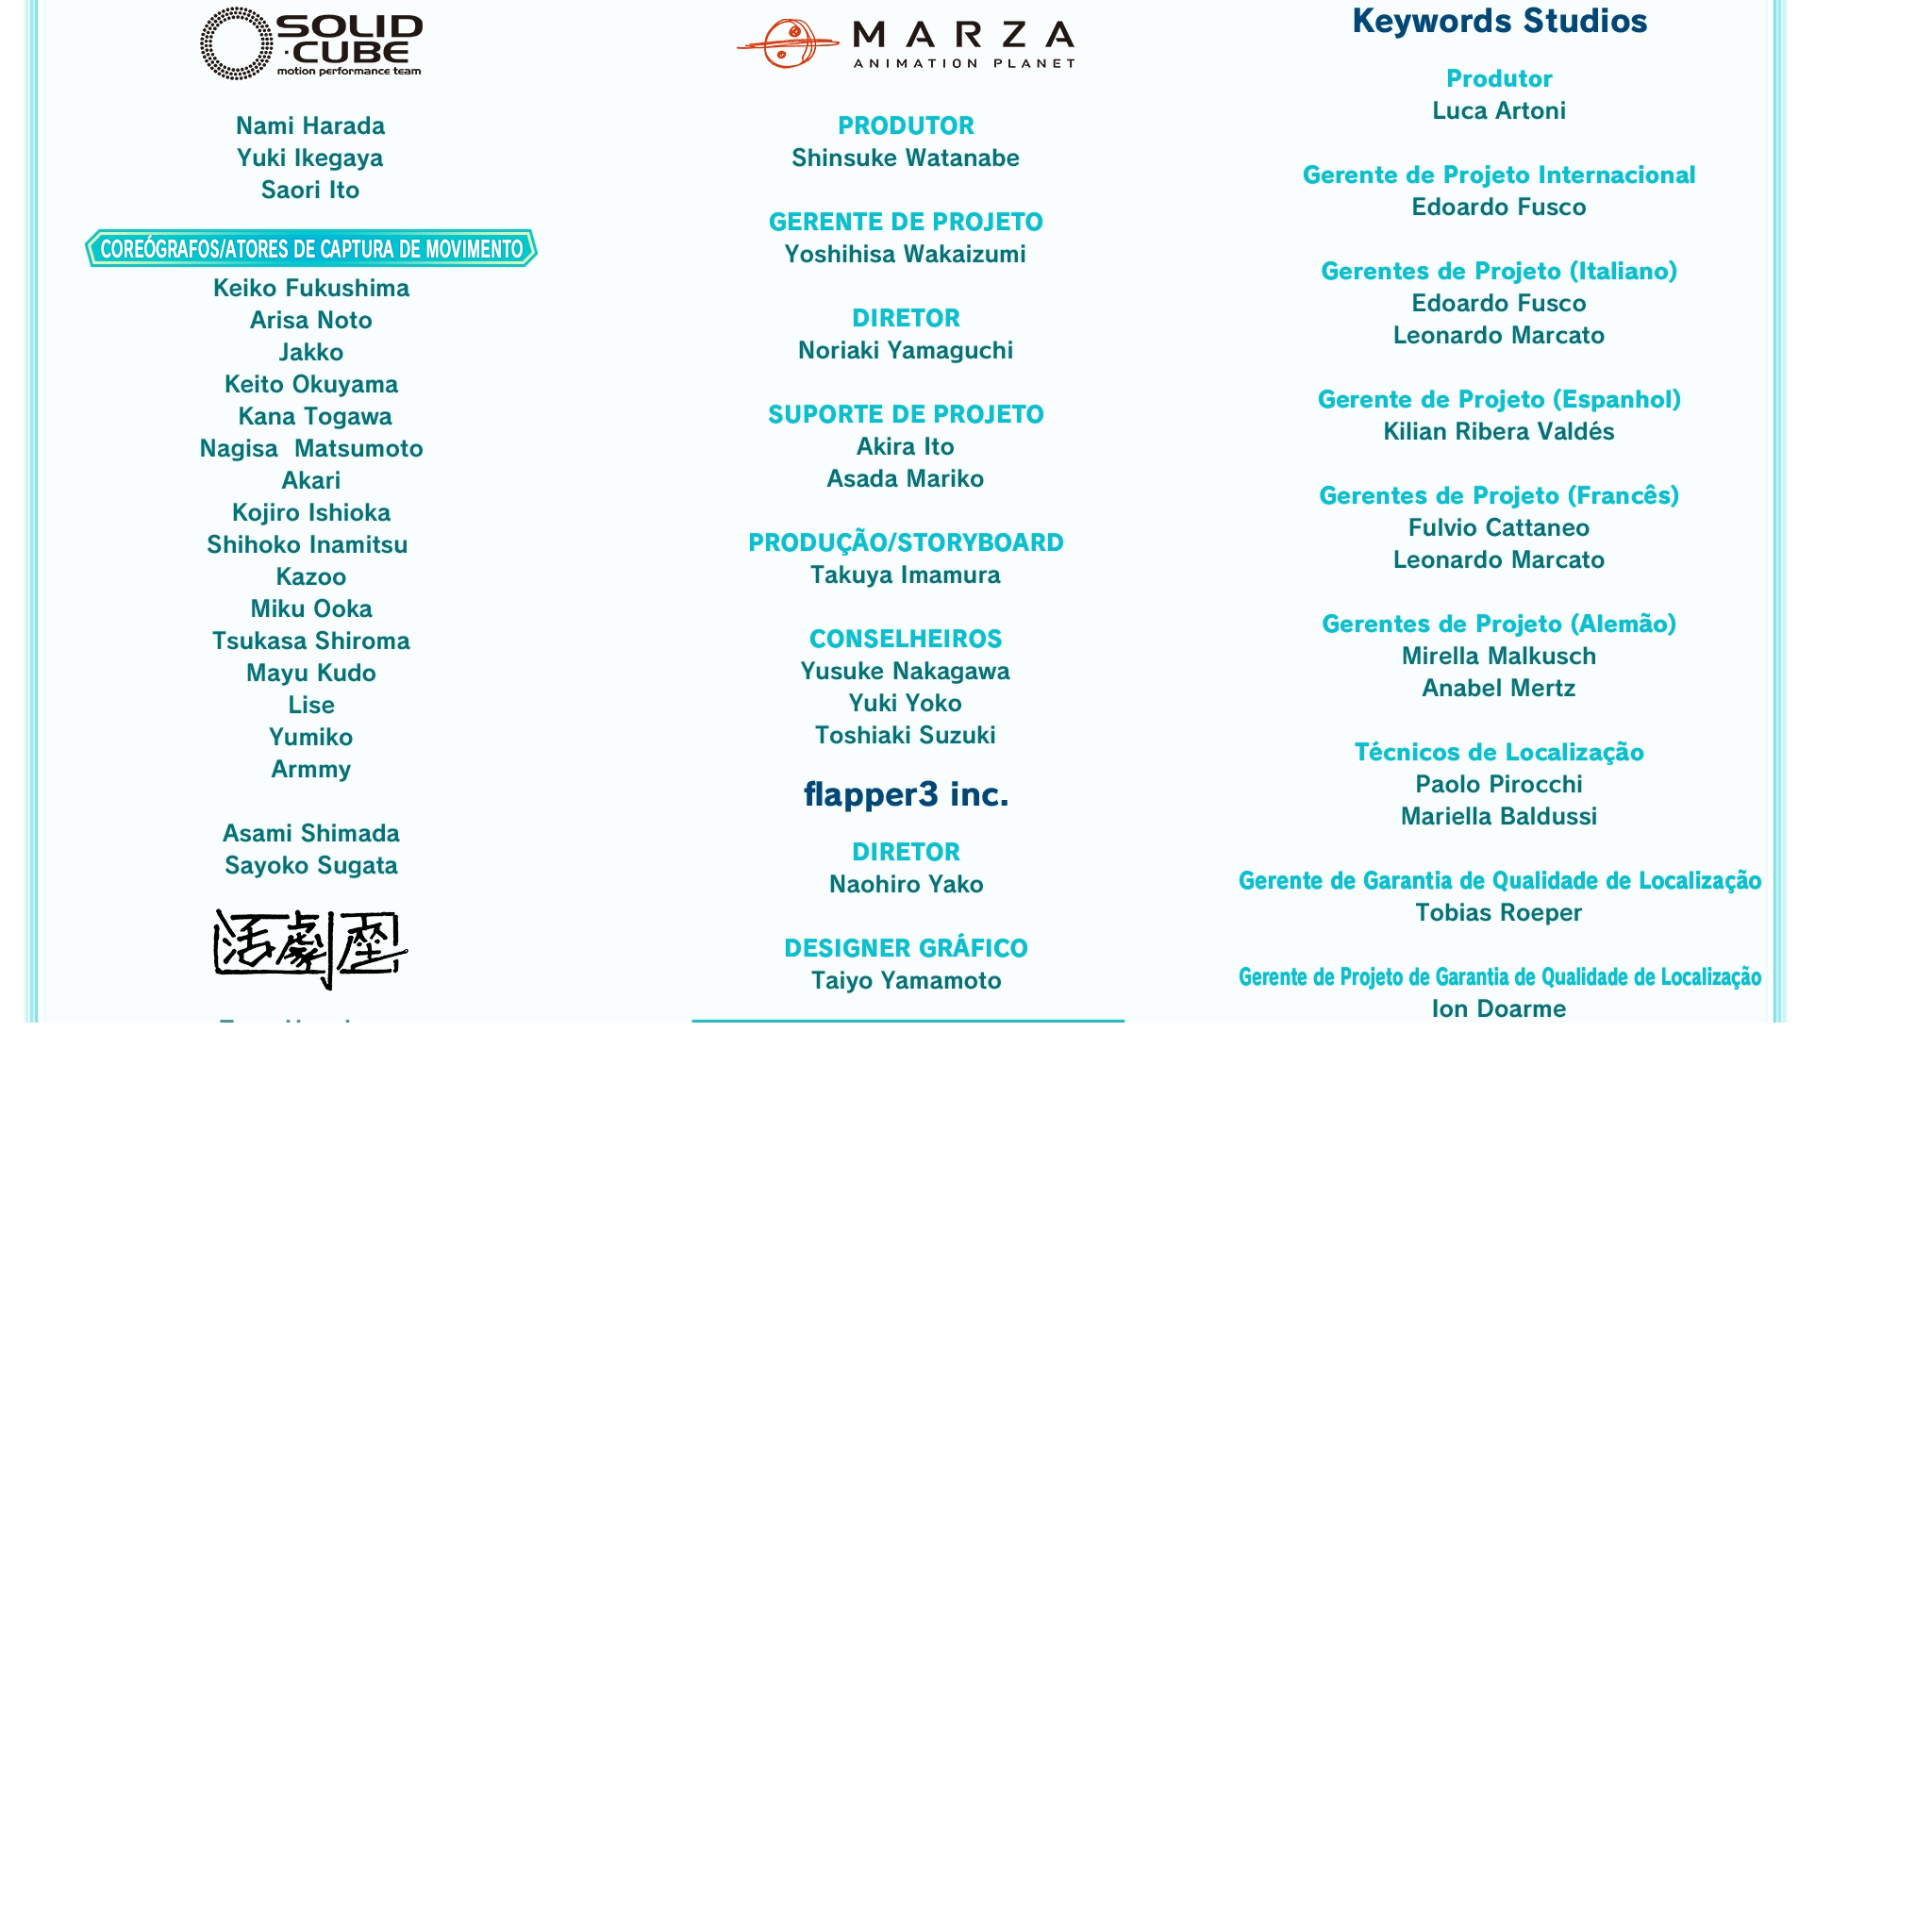 SOLID
·CUBE
motion performance team
Nami Harada
Yuki Ikegaya
Saori Ito
COREÓGRAFOS/ATORES DE CAPTURA DE MOVIMENTO
Keiko Fukushima
Arisa Noto
Jakko
Keito Okuyama
Kana Togawa
Nagisa  Matsumoto
Akari
Kojiro Ishioka
Shihoko Inamitsu
Kazoo
Miku Ooka
Tsukasa Shiroma
Mayu Kudo
Lise
Yumiko
Armmy
Asami Shimada
Sayoko Sugata
活劇座
MARZA
ANIMATION PLANET
PRODUTOR
Shinsuke Watanabe
GERENTE DE PROJETO
Yoshihisa Wakaizumi
DIRETOR
Noriaki Yamaguchi
SUPORTE DE PROJETO
Akira Ito
Asada Mariko
PRODUÇÃO/STORYBOARD
Takuya Imamura
CONSELHEIROS
Yusuke Nakagawa
Yuki Yoko
Toshiaki Suzuki
flapper3 inc.
DIRETOR
Naohiro Yako
DESIGNER GRÁFICO
Taiyo Yamamoto
Keywords Studios
Produtor
Luca Artoni
Gerente de Projeto Internacional
Edoardo Fusco
Gerentes de Projeto (Italiano)
Edoardo Fusco
Leonardo Marcato
Gerente de Projeto (Espanhol)
Kilian Ribera Valdés
Gerentes de Projeto (Francês)
Fulvio Cattaneo
Leonardo Marcato
Gerentes de Projeto (Alemão)
Mirella Malkusch
Anabel Mertz
Técnicos de Localização
Paolo Pirocchi
Mariella Baldussi
Gerente de Garantia de Qualidade de Localização
Tobias Roeper
Gerente de Projeto de Garantia de Qualidade de Localização
Ion Doarme